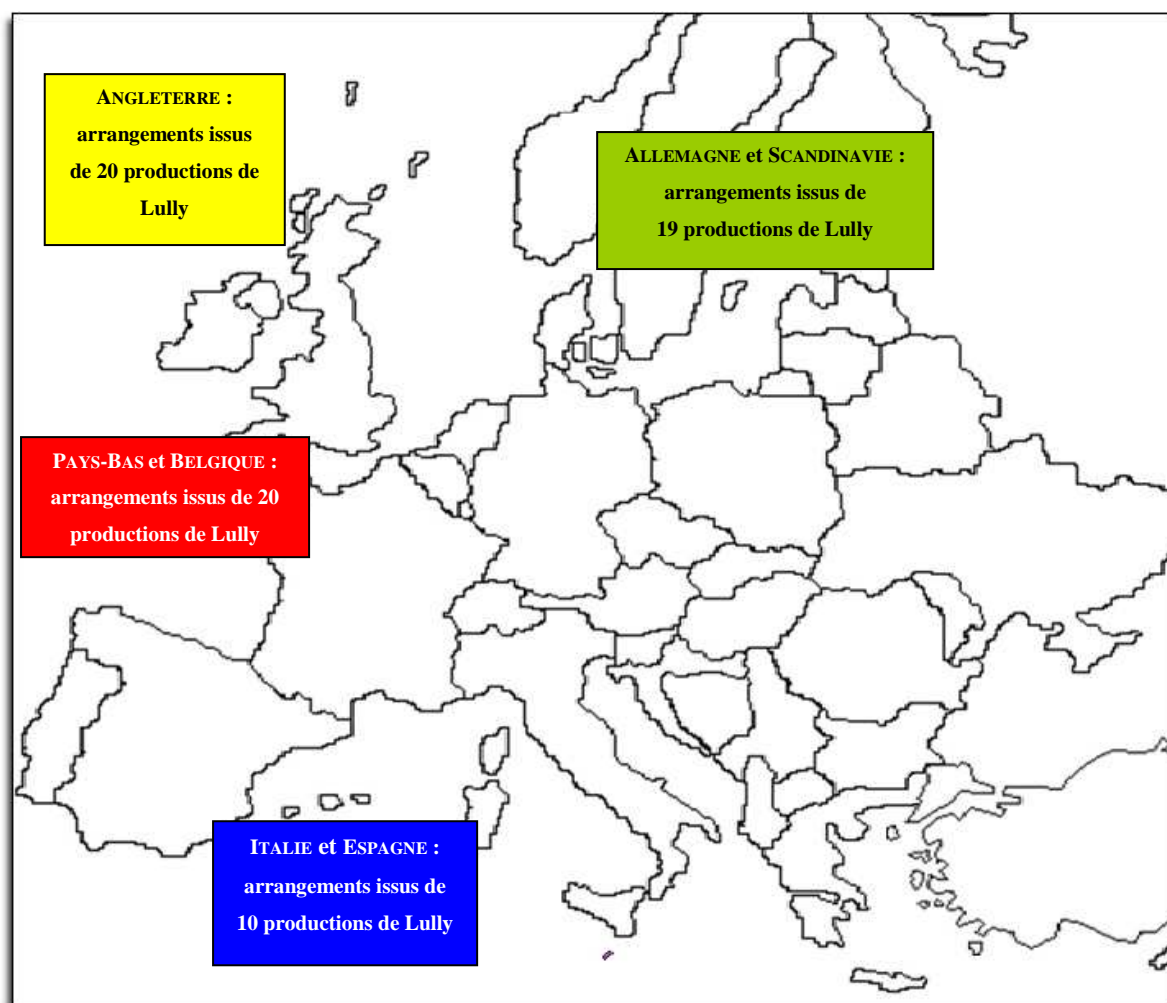 ANGLETERRE :
arrangements issus
de 20 productions de
Lully
ALLEMAGNE et SCANDINAVIE :
arrangements issus de
19 productions de Lully
PAYS-BAS et BELGIQUE :
arrangements issus de 20
productions de Lully
ITALIE et ESPAGNE :
arrangements issus de
10 productions de Lully